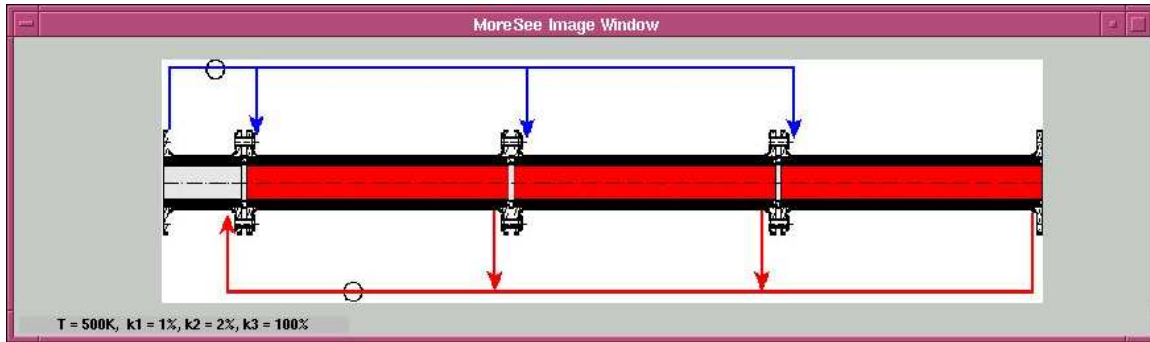 MoreSee Image Window
T = 500K, k1 = 1%, k2 = 2%, k3 = 100%